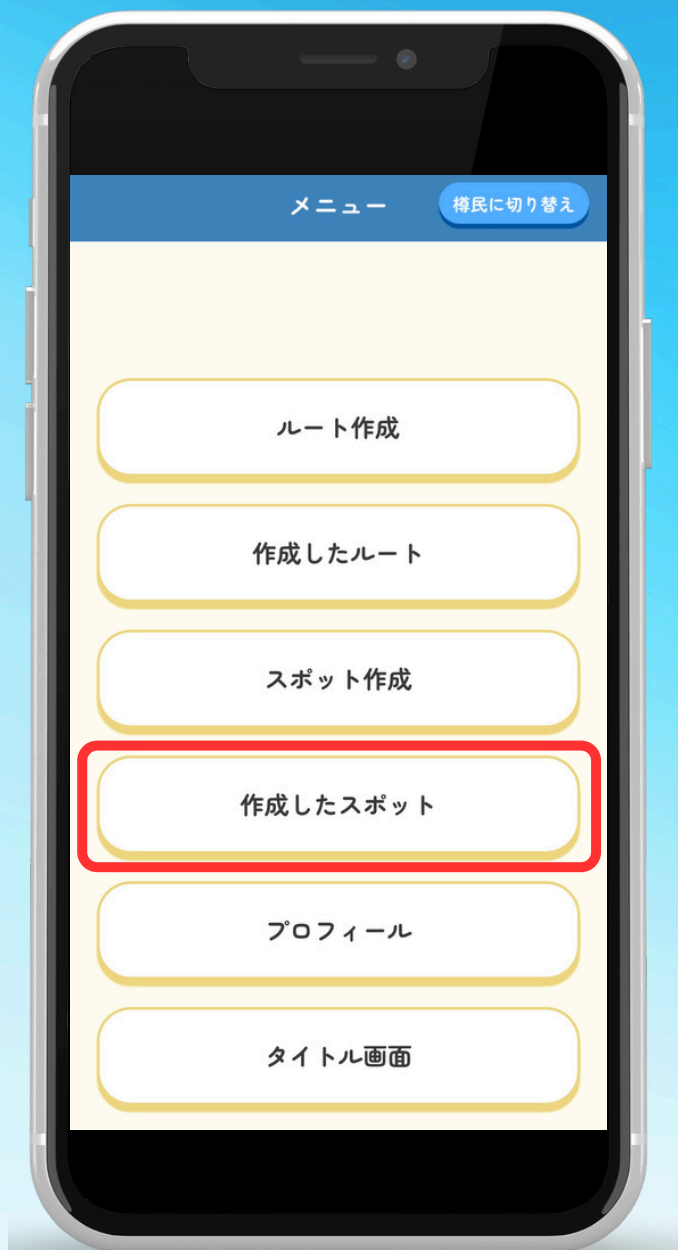 メニュー
樽民に切り替え
ルート作成
作成したルート
スポット作成
作成したスポット
プロフィール
タイトル画面